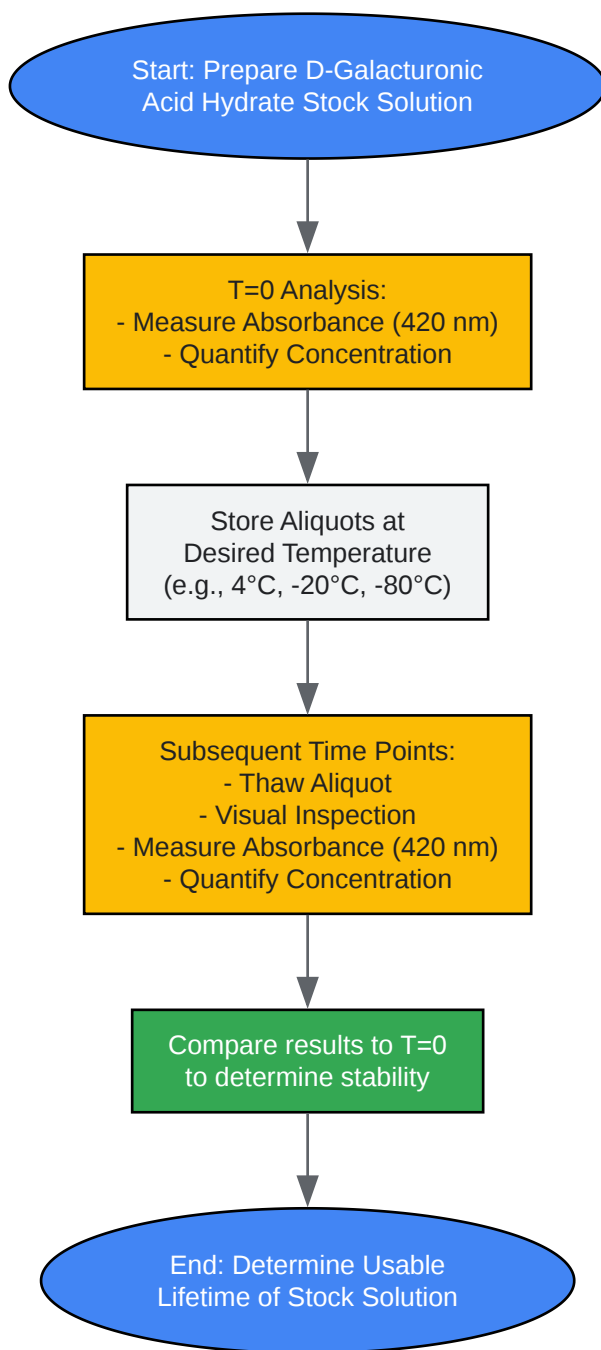 Start: Prepare D-Galacturonic
Acid Hydrate Stock Solution
T=0 Analysis:
- Measure Absorbance (420 nm)
- Quantify Concentration
Store Aliquots at
Desired Temperature
(e.g., 4°C, -20°C, -80°C)
Subsequent Time Points:
- Thaw Aliquot
- Visual Inspection
- Measure Absorbance (420 nm)
- Quantify Concentration
Compare results to T=0
to determine stability
End: Determine Usable
Lifetime of Stock Solution